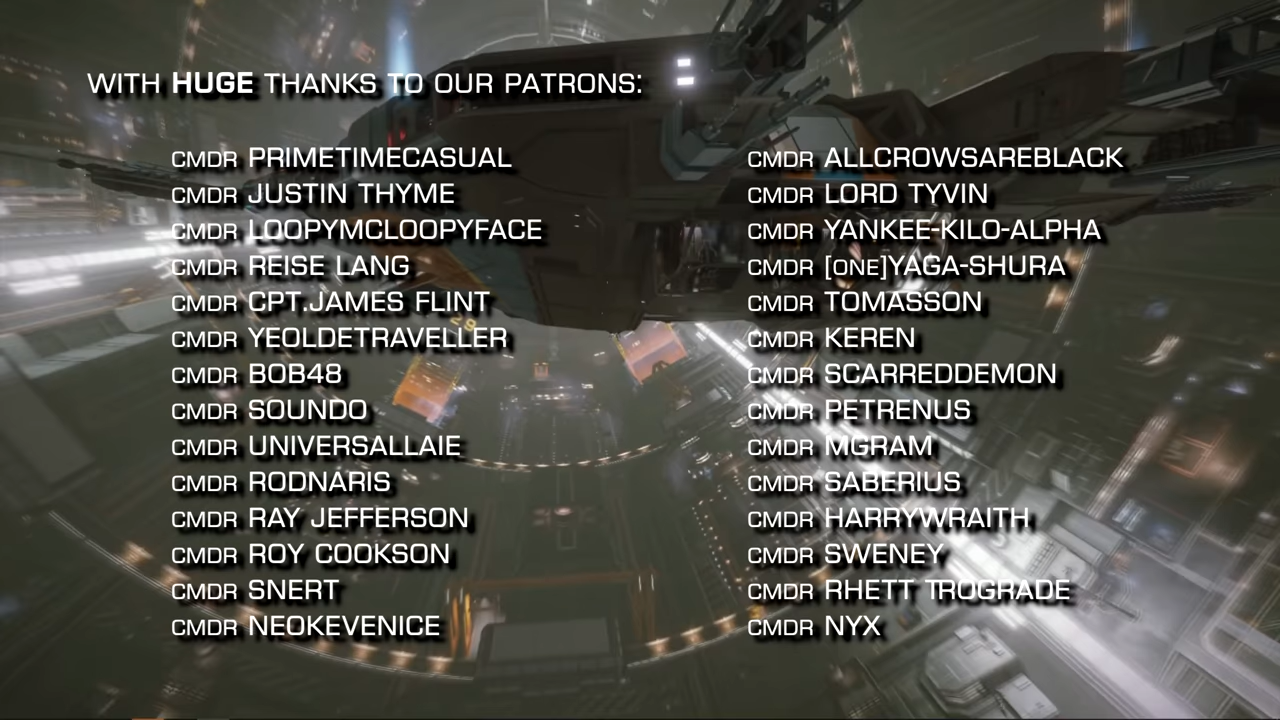 WITH HUGE THANKS TO OUR PATRONS:
CMDR PRIMETIMECASUAL
CMDR JUSTIN THYME
CMDR LOOPYMCLOOPYFACE
CMDR REISE LANG
CMDR CPT.JAMES FLINT
CMDR YEOLDETRAVELLER
CMDR BOB48
CMDR SOUNDO
CMDR UNIVERSALLAIE
CMDR RODNARIS
CMDR RAY JEFFERSON
CMDR ROY COOKSON
CMDR SNERT
CMDR NEOKEVENICE
CMDR ALLCROWSAREBLACK
CMDR LORD TYVIN
CMDR YANKEE-KILO-ALPHA
CMDR [ONE]YAGA-SHURA
CMDR TOMASSON
CMDR KEREN
CMDR SCARREDDEMON
CMDR PETRENUS
CMDR MGRAM
CMDR SABERIUS
CMDR HARRYWRAITH
CMDR SWENEY
CMDR RHETT TROGRADE
CMDR NYX
29